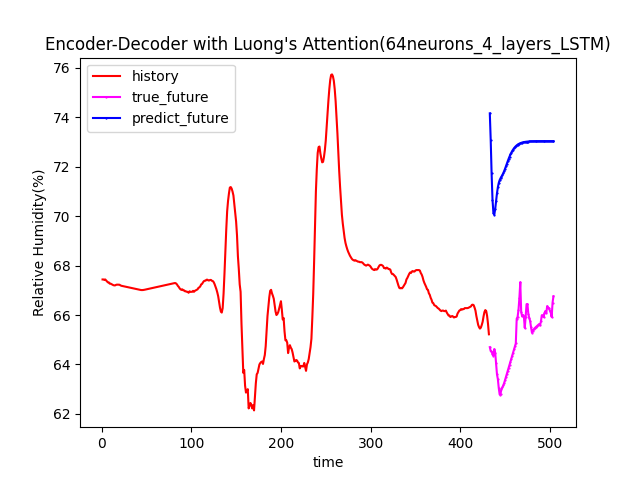 Encoder-Decoder with Luong's Attention(64neurons_4_layers_LSTM)
history
true_future
predict_future
Relative Humidity(%)
76
74
72
70
68
66
64
62
0 100 200 300 400 500
time